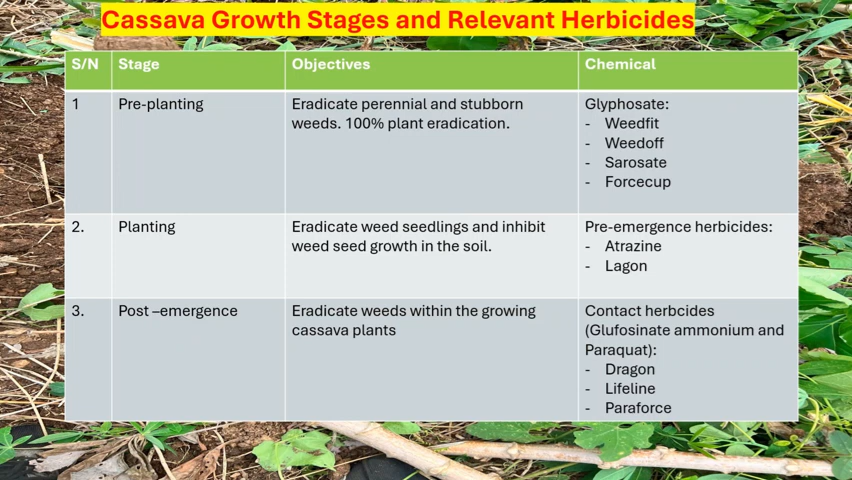 Cassava Growth Stages and Relevant Herbicides
S/N Stage Objectives Chemical
1 Pre-planting Eradicate perennial and stubborn Glyphosate:
weeds. 100% plant eradication. - Weedfit
- Weedoff
- Sarosate
- Forcecup
2. Planting Eradicate weed seedlings and inhibit Pre-emergence herbicides:
weed seed growth in the soil. - Atrazine
- Lagon
3. Post –emergence Eradicate weeds within the growing Contact herbcides
cassava plants (Glufosinate ammonium and
Paraquat):
- Dragon
- Lifeline
- Paraforce